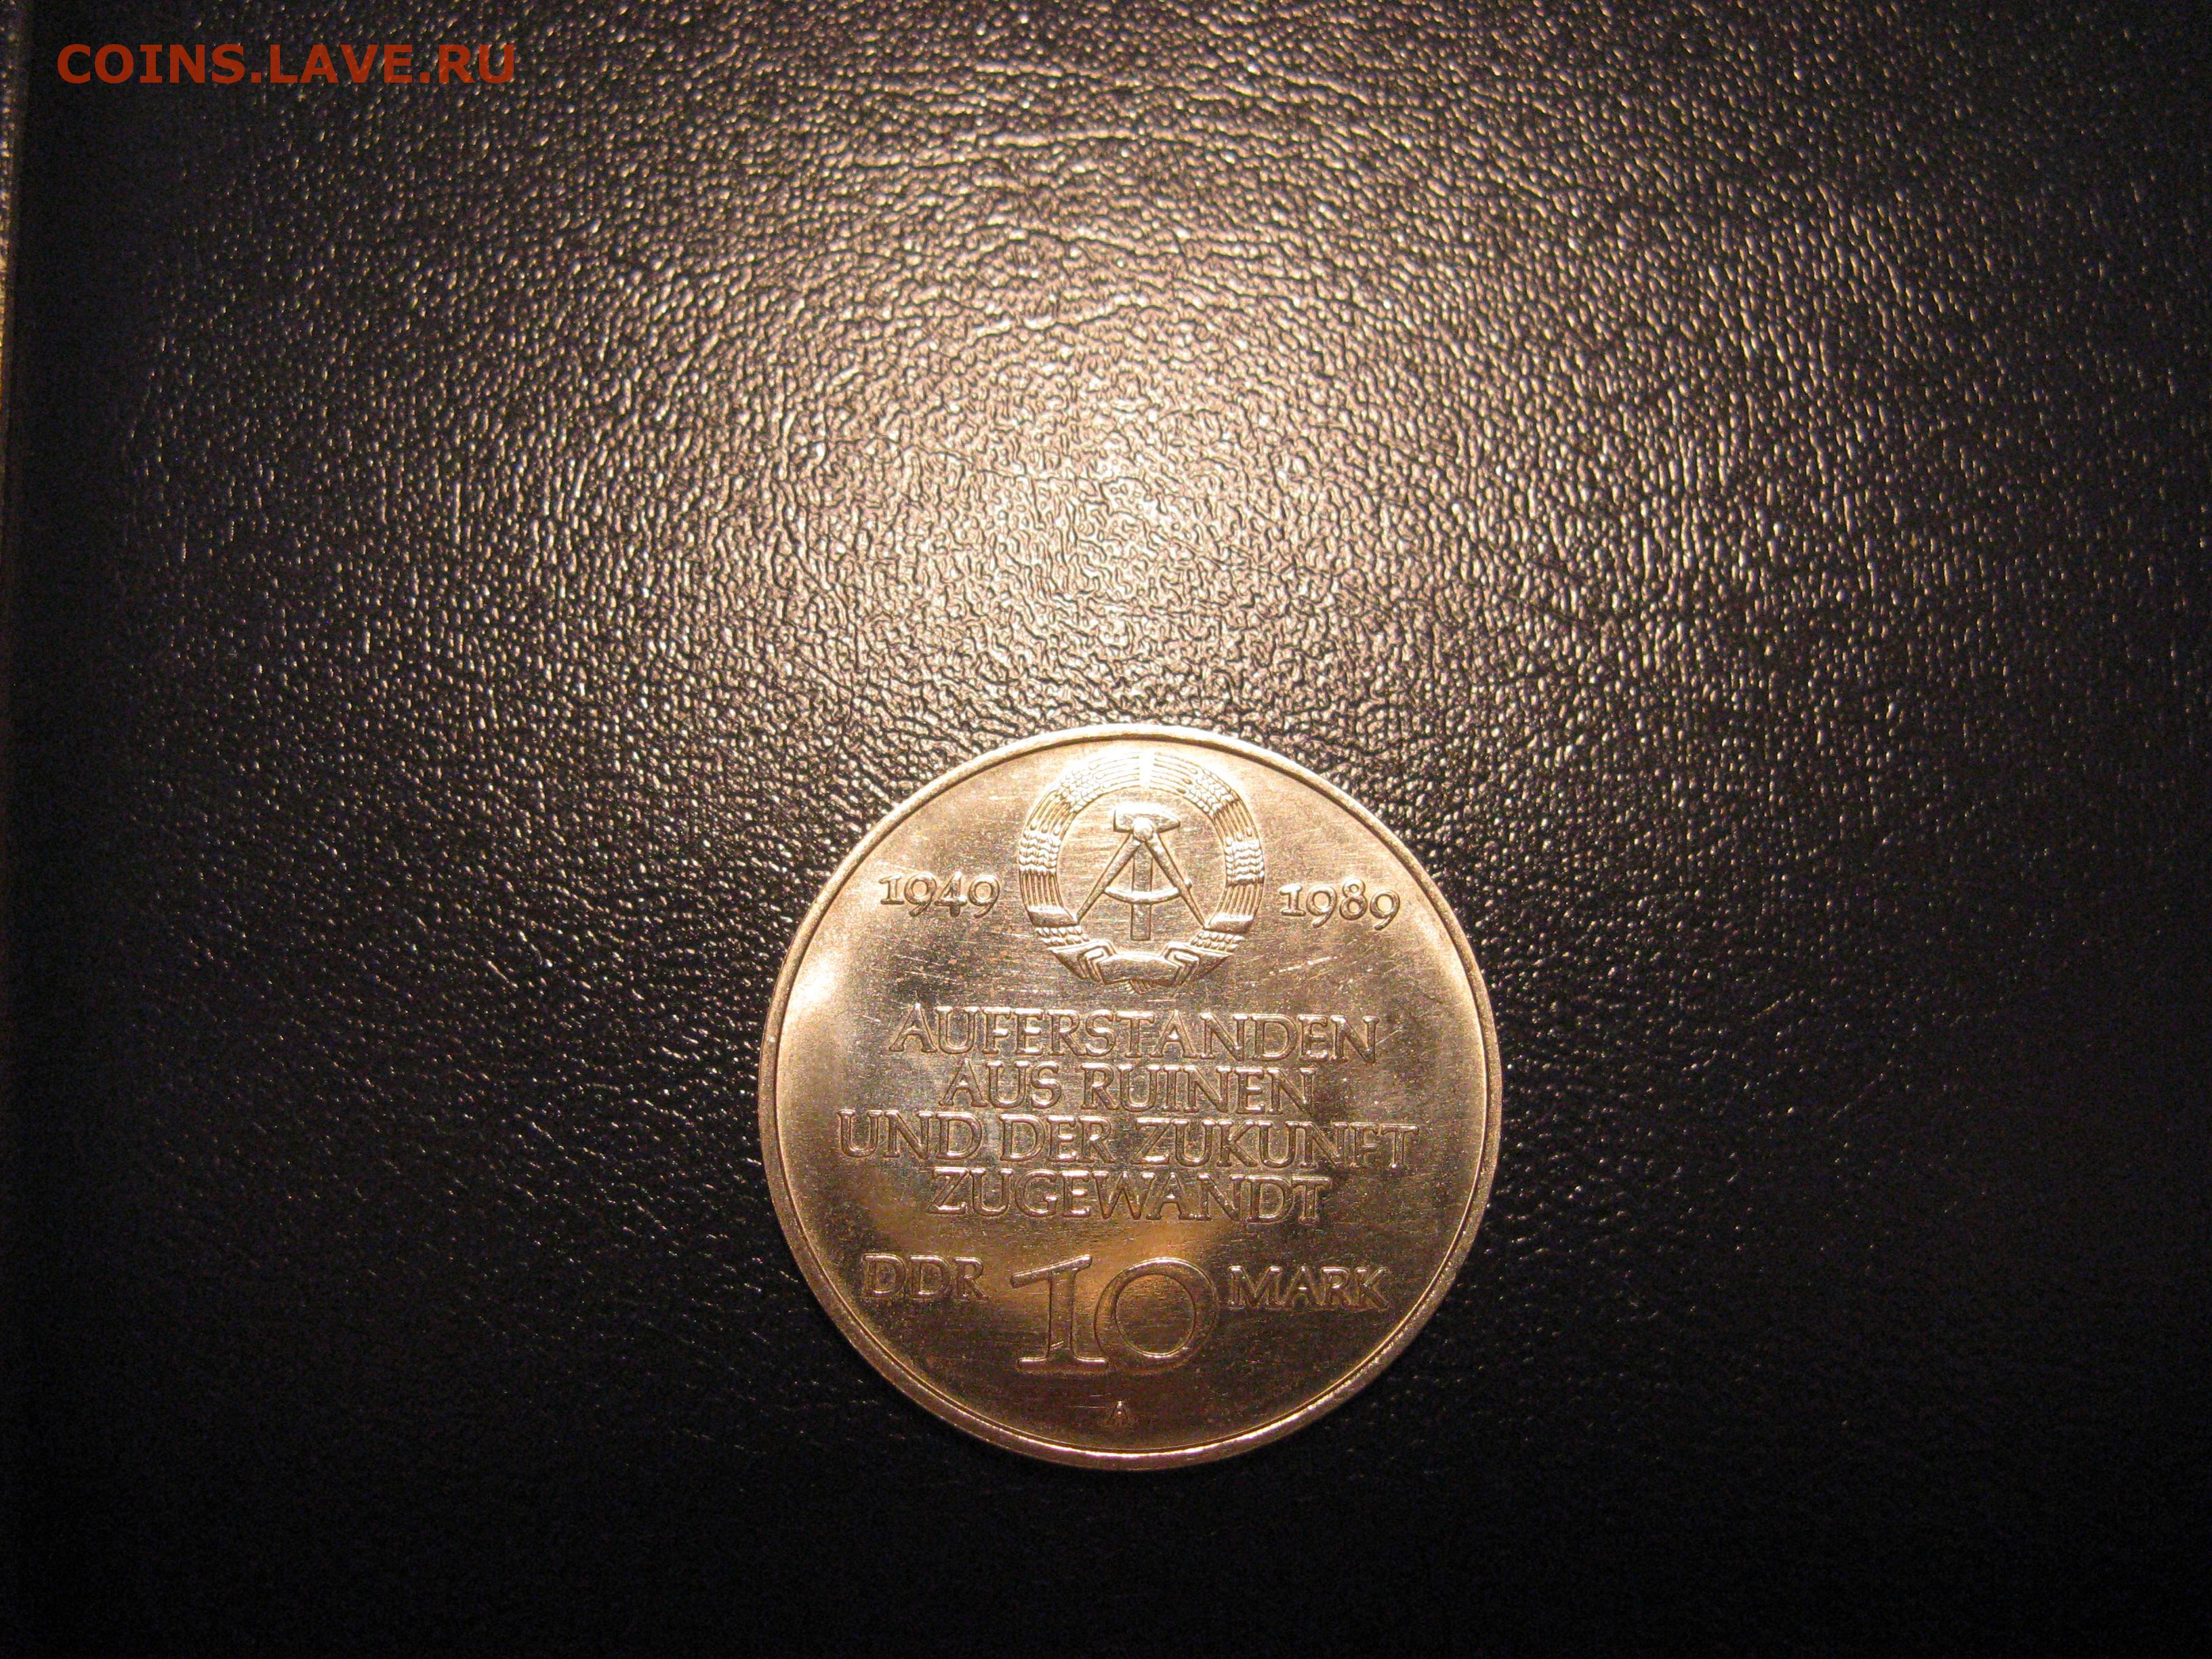 COINS.LAVE.RU
1949 1989
AUFERSTANDEN
AUS RUINEN
UND DER ZUKUNFT
ZUGEWANDT
DDR 10 MARK
A